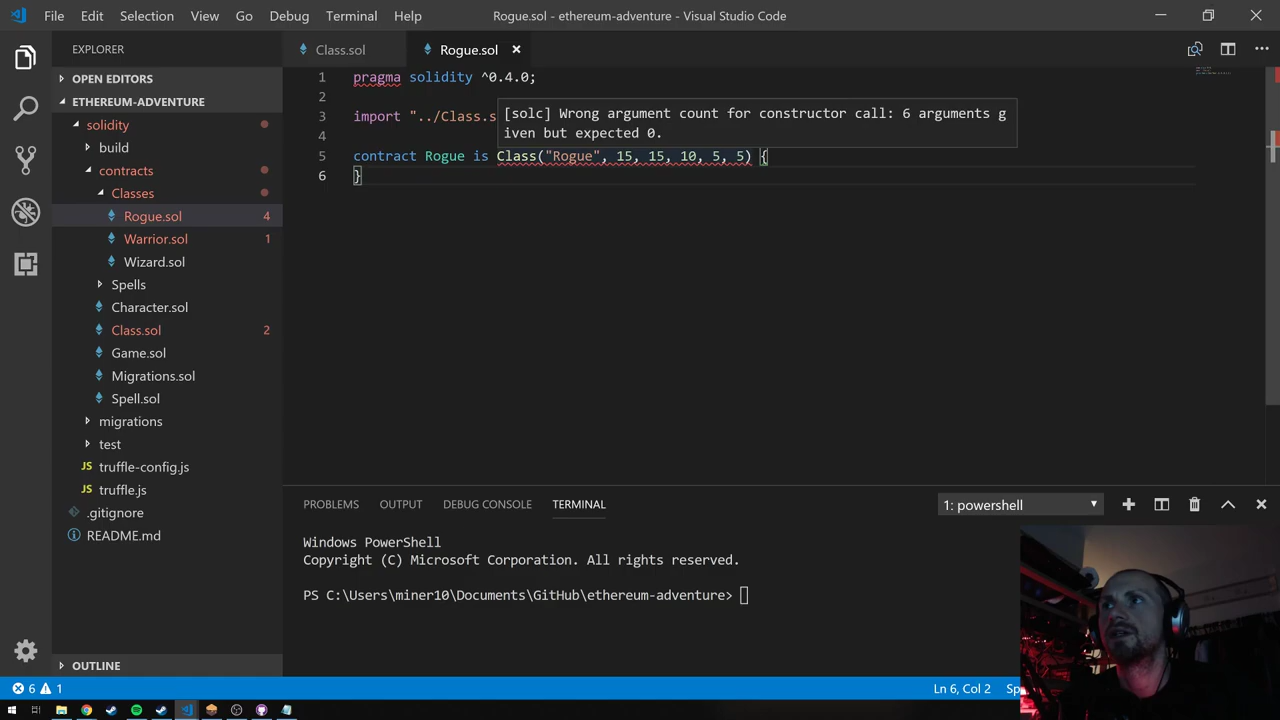 File Edit Selection View Go Debug Terminal Help
Rogue.sol - ethereum-adventure - Visual Studio Code
EXPLORER
OPEN EDITORS
ETHEREUM-ADVENTURE
solidity
build
contracts
Classes
Rogue.sol 4
Warrior.sol 1
Wizard.sol
Spells
Character.sol
Class.sol 2
Game.sol
Migrations.sol
Spell.sol
migrations
test
JS truffle-config.js
JS truffle.js
.gitignore
README.md
OUTLINE
Class.sol
Rogue.sol
1 pragma solidity ^0.4.0;
2
3 import "../Class.s
4
5 contract Rogue is Class("Rogue", 15, 15, 10, 5, 5) {
6 }
[solc] Wrong argument count for constructor call: 6 arguments g
iven but expected 0.
PROBLEMS OUTPUT DEBUG CONSOLE TERMINAL
1: powershell
Windows PowerShell
Copyright (C) Microsoft Corporation. All rights reserved.
PS C:\Users\miner10\Documents\GitHub\ethereum-adventure>
6 1
Ln 6, Col 2